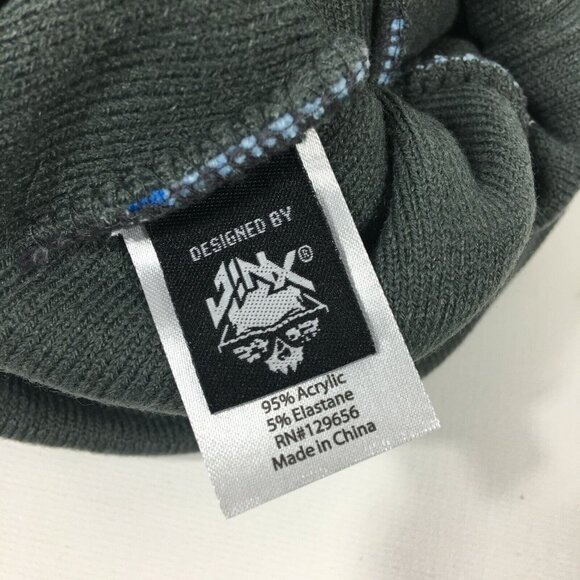 DESIGNED BY
JINX®
95% Acrylic
5% Elastane
RN#129656
Made in China